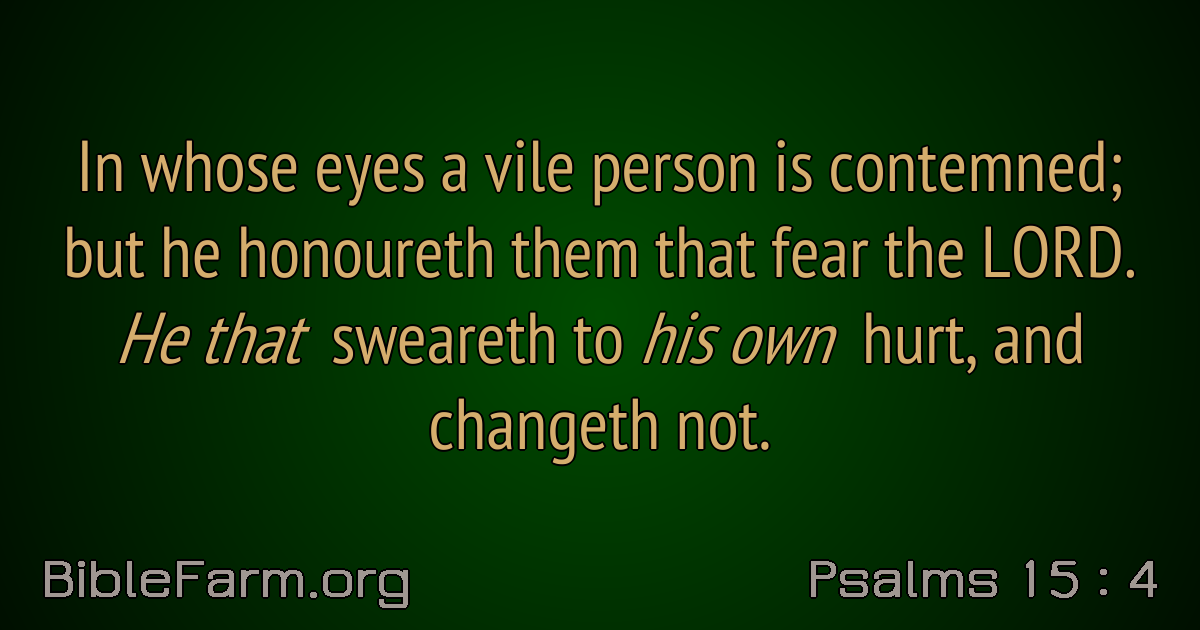 In whose eyes a vile person is contemned;
but he honoureth them that fear the LORD.
He that sweareth to his own hurt, and
changeth not.
BibleFarm.org
Psalms 15 : 4